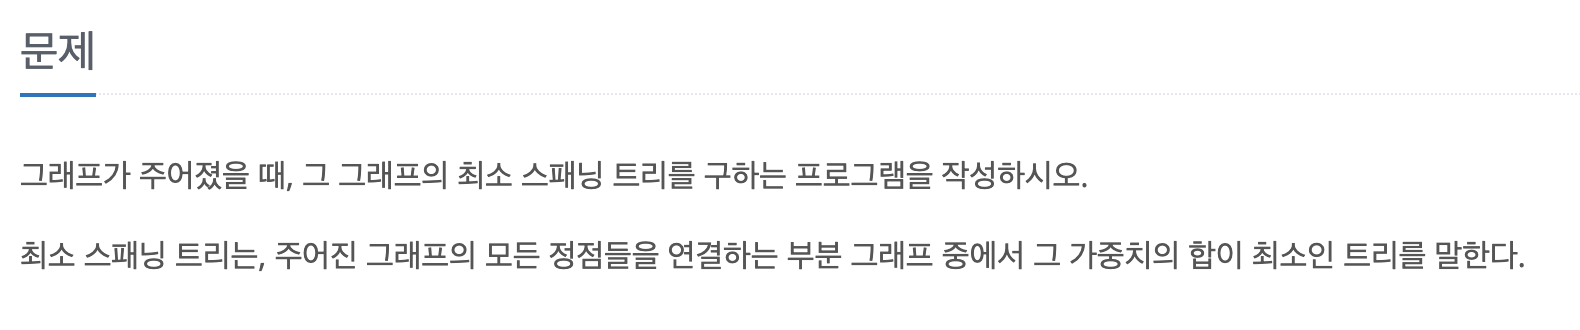 문제
그래프가 주어졌을 때, 그 그래프의 최소 스패닝 트리를 구하는 프로그램을 작성하시오.
최소 스패닝 트리는, 주어진 그래프의 모든 정점들을 연결하는 부분 그래프 중에서 그 가중치의 합이 최소인 트리를 말한다.